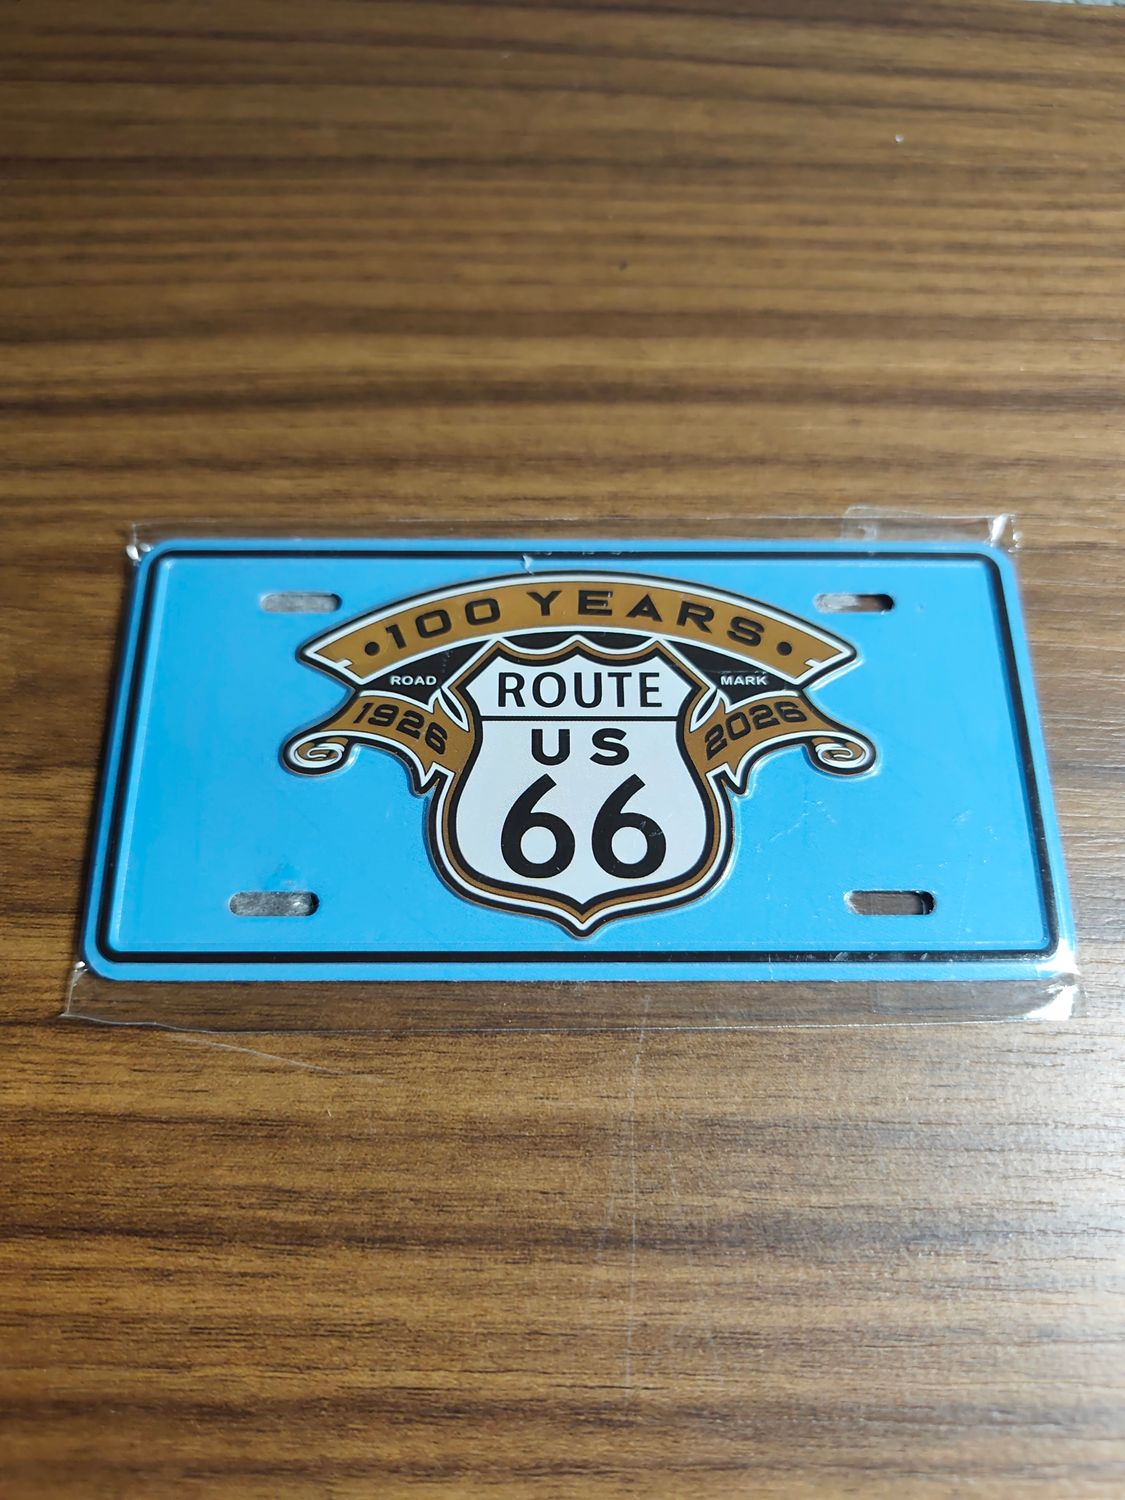 •100 YEARS•
ROAD MARK
1926 2026
ROUTE
US
66